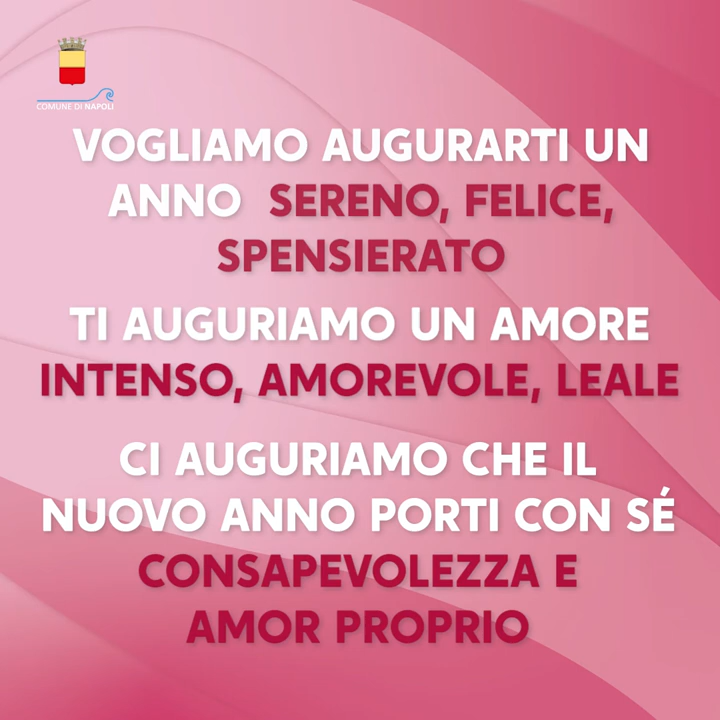 COMUNE DI NAPOLI
VOGLIAMO AUGURARTI UN
ANNO SERENO, FELICE,
SPENSIERATO
TI AUGURIAMO UN AMORE
INTENSO, AMOREVOLE, LEALE
CI AUGURIAMO CHE IL
NUOVO ANNO PORTI CON SÉ
CONSAPEVOLEZZA E
AMOR PROPRIO